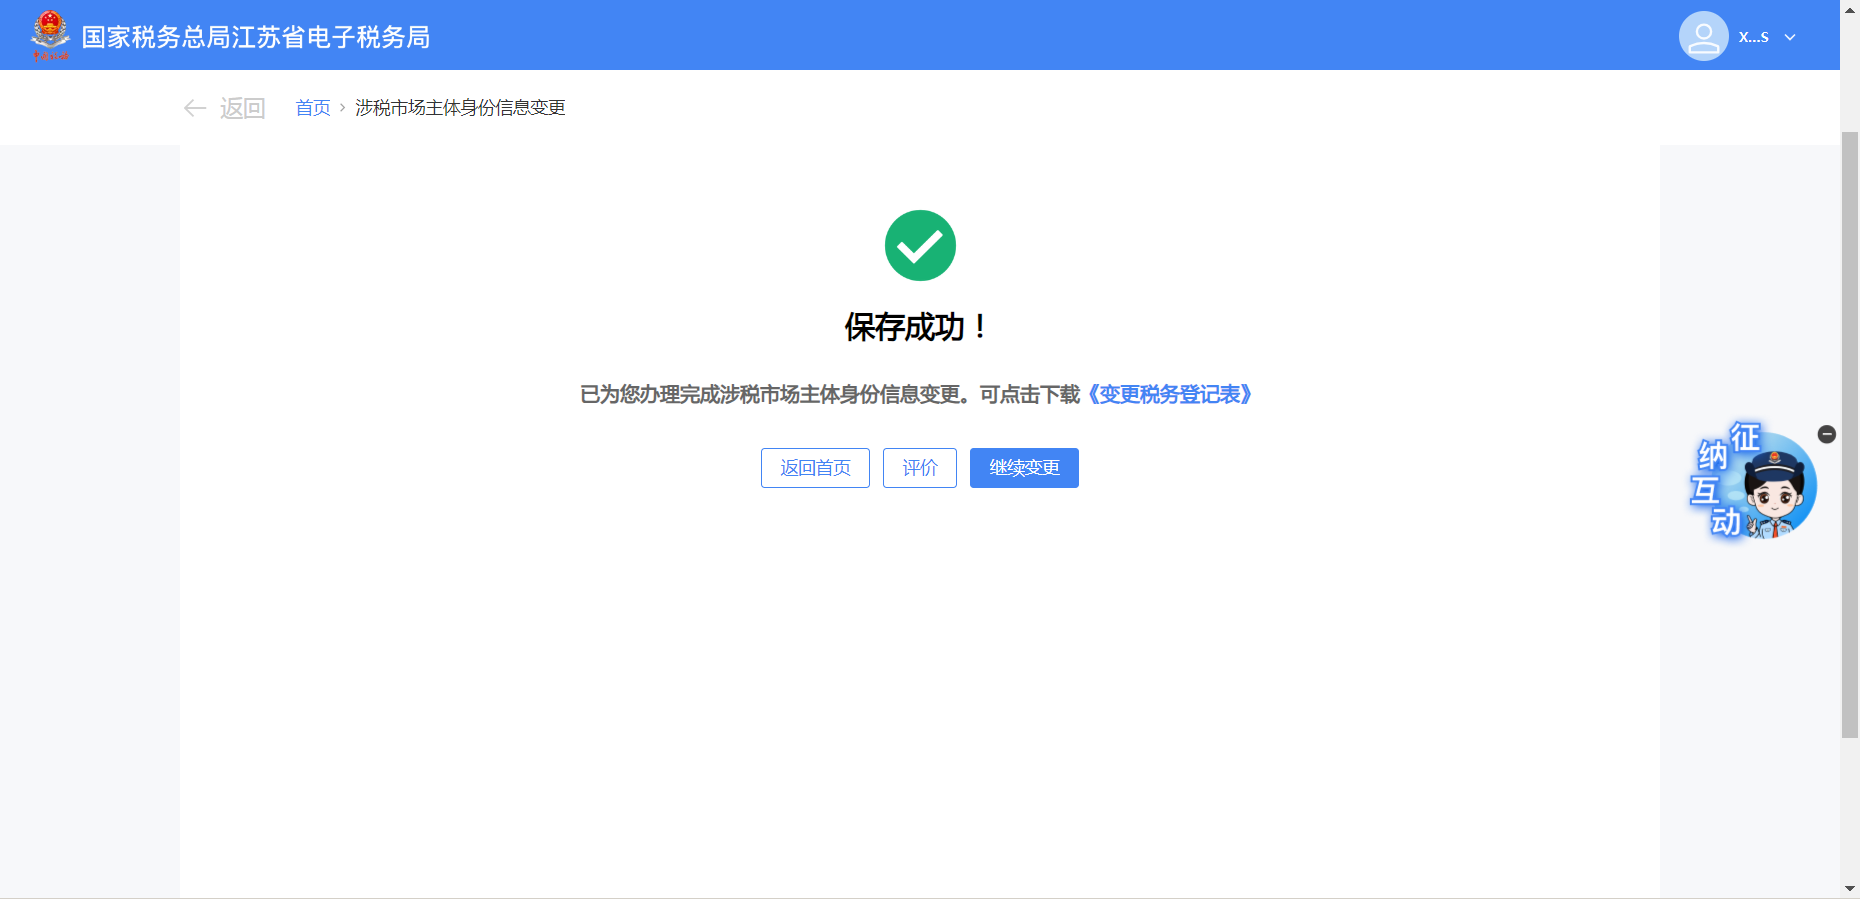 国家税务总局江苏省电子税务局
x...s
返回
首页 > 涉税市场主体身份信息变更
保存成功！
已为您办理完成涉税市场主体身份信息变更。可点击下载《变更税务登记表》
返回首页
评价
继续变更
征
纳
互
动